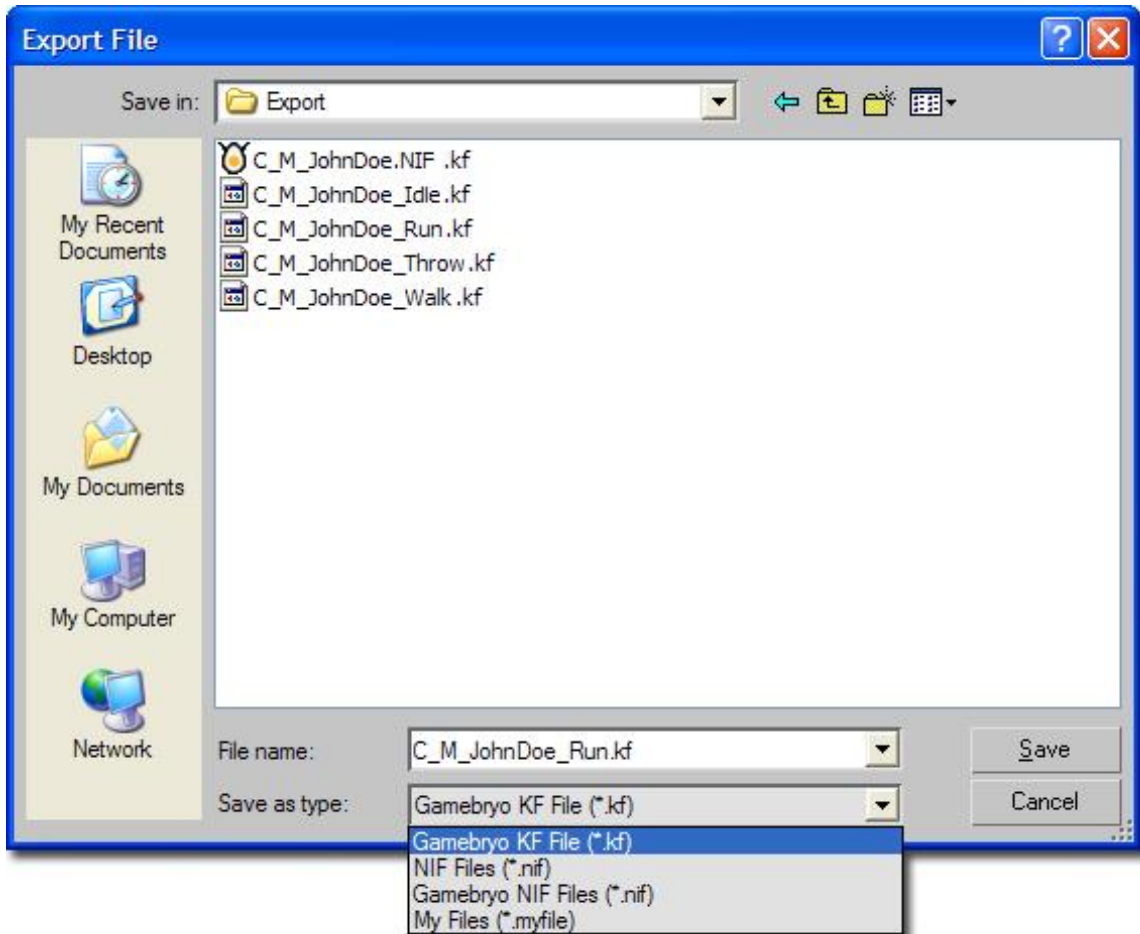 Export File
Save in:
Export
C_M_JohnDoe.NIF .kf
C_M_JohnDoe_Idle.kf
C_M_JohnDoe_Run.kf
C_M_JohnDoe_Throw.kf
C_M_JohnDoe_Walk.kf
My Recent
Documents
Desktop
My Documents
My Computer
Network
File name:
C_M_JohnDoe_Run.kf
Save
Save as type:
Gamebryo KF File (*.kf)
Cancel
Gamebryo KF File (*.kf)
NIF Files (*.nif)
Gamebryo NIF Files (*.nif)
My Files (*.myfile)